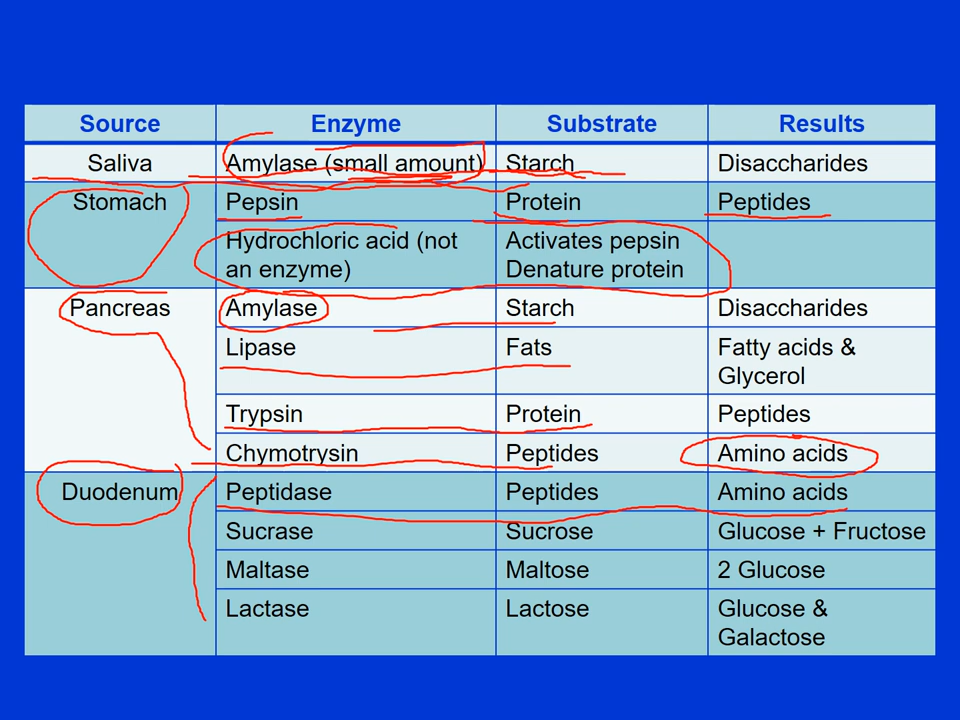 Source Enzyme Substrate Results
Saliva Amylase (small amount) Starch Disaccharides
Stomach Pepsin Protein Peptides
Hydrochloric acid (not Activates pepsin
an enzyme) Denature protein
Pancreas Amylase Starch Disaccharides
Lipase Fats Fatty acids &
Glycerol
Trypsin Protein Peptides
Chymotrysin Peptides Amino acids
Duodenum Peptidase Peptides Amino acids
Sucrase Sucrose Glucose + Fructose
Maltase Maltose 2 Glucose
Lactase Lactose Glucose &
Galactose